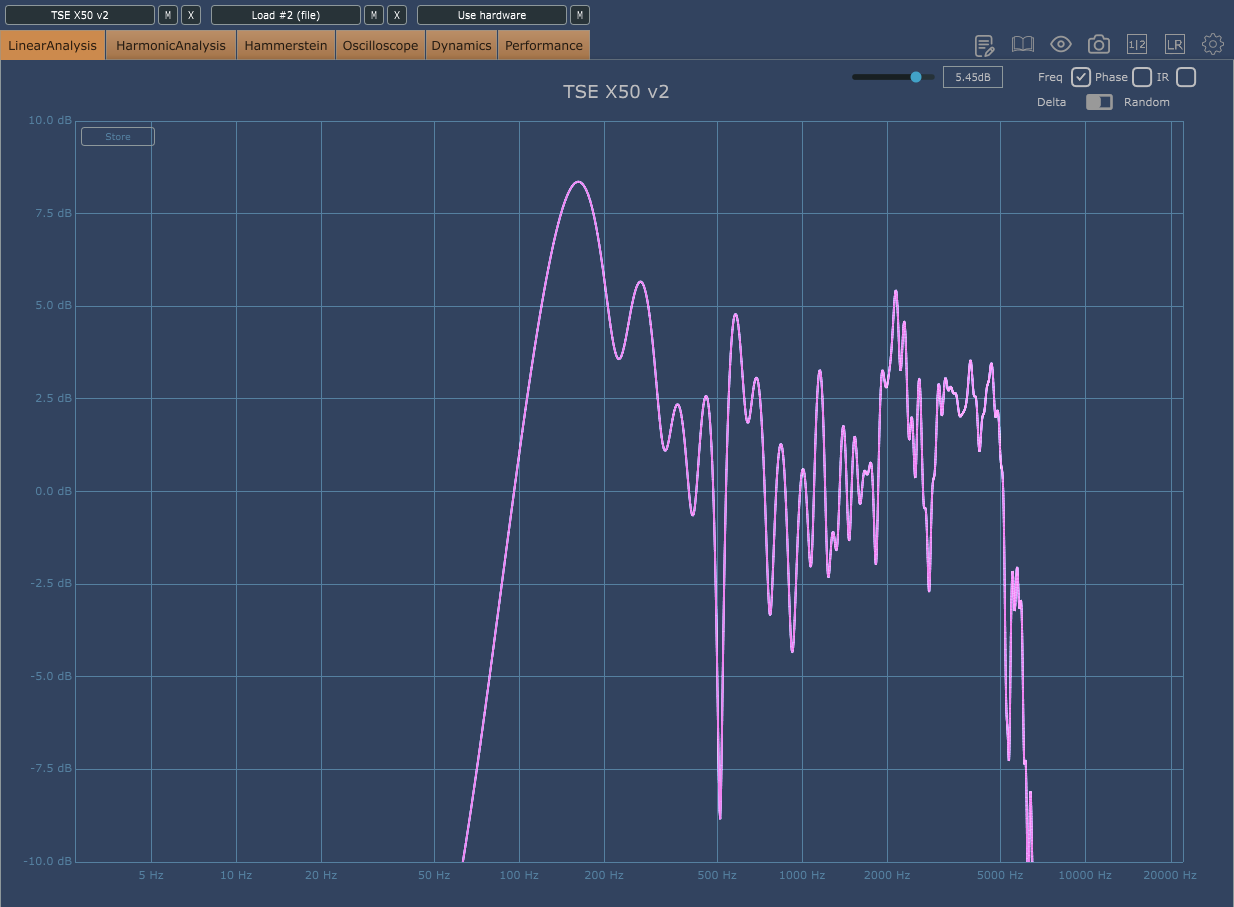 TSE X50 v2 M X Load #2 (file) M X Use hardware M
LinearAnalysis HarmonicAnalysis Hammerstein Oscilloscope Dynamics Performance 1|2 LR
TSE X50 v2 5.45dB Freq Phase IR
Delta Random
10.0 dB
Store
7.5 dB
5.0 dB
2.5 dB
0.0 dB
-2.5 dB
-5.0 dB
-7.5 dB
-10.0 dB
5 Hz 10 Hz 20 Hz 50 Hz 100 Hz 200 Hz 500 Hz 1000 Hz 2000 Hz 5000 Hz 10000 Hz 20000 Hz